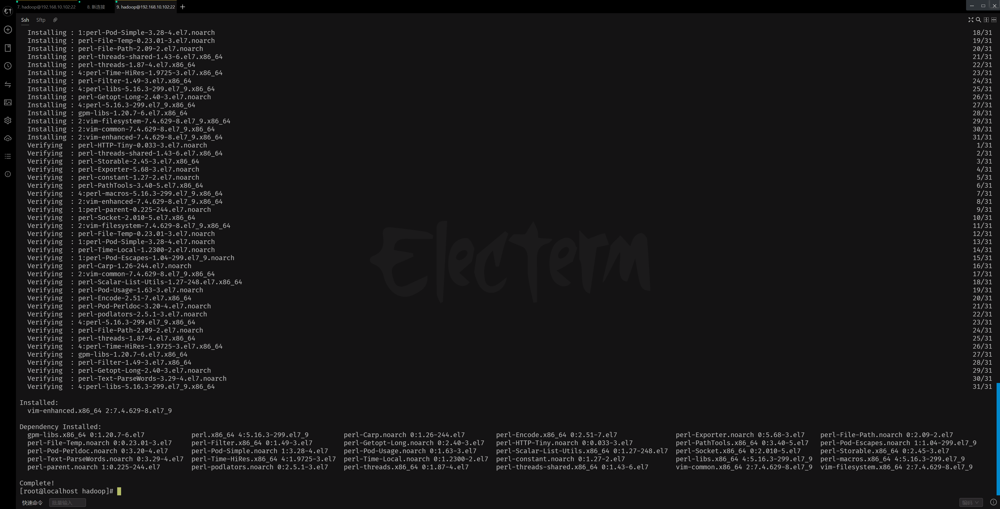 7. hadoop@192.168.10.102:22 8. 新连接 9. hadoop@192.168.10.102:22
Ssh Sftp
Installing : 1:perl-Pod-Simple-3.28-4.el7.noarch 18/31
Installing : perl-File-Temp-0.23.01-3.el7.noarch 19/31
Installing : perl-File-Path-2.09-2.el7.noarch 20/31
Installing : perl-threads-shared-1.43-6.el7.x86_64 21/31
Installing : perl-threads-1.87-4.el7.x86_64 22/31
Installing : 4:perl-Time-HiRes-1.9725-3.el7.x86_64 23/31
Installing : perl-Filter-1.49-3.el7.x86_64 24/31
Installing : 4:perl-libs-5.16.3-299.el7_9.x86_64 25/31
Installing : perl-Getopt-Long-2.40-3.el7.noarch 26/31
Installing : 4:perl-5.16.3-299.el7_9.x86_64 27/31
Installing : gpm-libs-1.20.7-6.el7.x86_64 28/31
Installing : 2:vim-filesystem-7.4.629-8.el7_9.x86_64 29/31
Installing : 2:vim-common-7.4.629-8.el7_9.x86_64 30/31
Installing : 2:vim-enhanced-7.4.629-8.el7_9.x86_64 31/31
Verifying : perl-HTTP-Tiny-0.033-3.el7.noarch 1/31
Verifying : perl-threads-shared-1.43-6.el7.x86_64 2/31
Verifying : perl-Storable-2.45-3.el7.x86_64 3/31
Verifying : perl-Exporter-5.68-3.el7.noarch 4/31
Verifying : perl-constant-1.27-2.el7.noarch 5/31
Verifying : perl-PathTools-3.40-5.el7.x86_64 6/31
Verifying : 4:perl-macros-5.16.3-299.el7_9.x86_64 7/31
Verifying : 2:vim-enhanced-7.4.629-8.el7_9.x86_64 8/31
Verifying : 1:perl-parent-0.225-244.el7.noarch 9/31
Verifying : perl-Socket-2.010-5.el7.x86_64 10/31
Verifying : 2:vim-filesystem-7.4.629-8.el7_9.x86_64 11/31
Verifying : perl-File-Temp-0.23.01-3.el7.noarch 12/31
Verifying : 1:perl-Pod-Simple-3.28-4.el7.noarch 13/31
Verifying : perl-Time-Local-1.2300-2.el7.noarch 14/31
Verifying : 1:perl-Pod-Escapes-1.04-299.el7_9.noarch 15/31
Verifying : perl-Carp-1.26-244.el7.noarch 16/31
Verifying : 2:vim-common-7.4.629-8.el7_9.x86_64 17/31
Verifying : perl-Scalar-List-Utils-1.27-248.el7.x86_64 18/31
Verifying : perl-Pod-Usage-1.63-3.el7.noarch 19/31
Verifying : perl-Encode-2.51-7.el7.x86_64 20/31
Verifying : perl-Pod-Perldoc-3.20-4.el7.noarch 21/31
Verifying : perl-podlators-2.5.1-3.el7.noarch 22/31
Verifying : 4:perl-5.16.3-299.el7_9.x86_64 23/31
Verifying : perl-File-Path-2.09-2.el7.noarch 24/31
Verifying : perl-threads-1.87-4.el7.x86_64 25/31
Verifying : 4:perl-Time-HiRes-1.9725-3.el7.x86_64 26/31
Verifying : gpm-libs-1.20.7-6.el7.x86_64 27/31
Verifying : perl-Filter-1.49-3.el7.x86_64 28/31
Verifying : perl-Getopt-Long-2.40-3.el7.noarch 29/31
Verifying : perl-Text-ParseWords-3.29-4.el7.noarch 30/31
Verifying : 4:perl-libs-5.16.3-299.el7_9.x86_64 31/31
Electerm
Installed:
vim-enhanced.x86_64 2:7.4.629-8.el7_9
Dependency Installed:
gpm-libs.x86_64 0:1.20.7-6.el7 perl.x86_64 4:5.16.3-299.el7_9 perl-Carp.noarch 0:1.26-244.el7 perl-Encode.x86_64 0:2.51-7.el7 perl-Exporter.noarch 0:5.68-3.el7 perl-File-Path.noarch 0:2.09-2.el7
perl-File-Temp.noarch 0:0.23.01-3.el7 perl-Filter.x86_64 0:1.49-3.el7 perl-Getopt-Long.noarch 0:2.40-3.el7 perl-HTTP-Tiny.noarch 0:0.033-3.el7 perl-PathTools.x86_64 0:3.40-5.el7 perl-Pod-Escapes.noarch 1:1.04-299.el7_9
perl-Pod-Perldoc.noarch 0:3.20-4.el7 perl-Pod-Simple.noarch 1:3.28-4.el7 perl-Pod-Usage.noarch 0:1.63-3.el7 perl-Scalar-List-Utils.x86_64 0:1.27-248.el7 perl-Socket.x86_64 0:2.010-5.el7 perl-Storable.x86_64 0:2.45-3.el7
perl-Text-ParseWords.noarch 0:3.29-4.el7 perl-Time-HiRes.x86_64 4:1.9725-3.el7 perl-Time-Local.noarch 0:1.2300-2.el7 perl-constant.noarch 0:1.27-2.el7 perl-libs.x86_64 4:5.16.3-299.el7_9 perl-macros.x86_64 4:5.16.3-299.el7_9
perl-parent.noarch 1:0.225-244.el7 perl-podlators.noarch 0:2.5.1-3.el7 perl-threads.x86_64 0:1.87-4.el7 perl-threads-shared.x86_64 0:1.43-6.el7 vim-common.x86_64 2:7.4.629-8.el7_9 vim-filesystem.x86_64 2:7.4.629-8.el7_9
Complete!
[root@localhost hadoop]#
快速命令 批量输入 编码